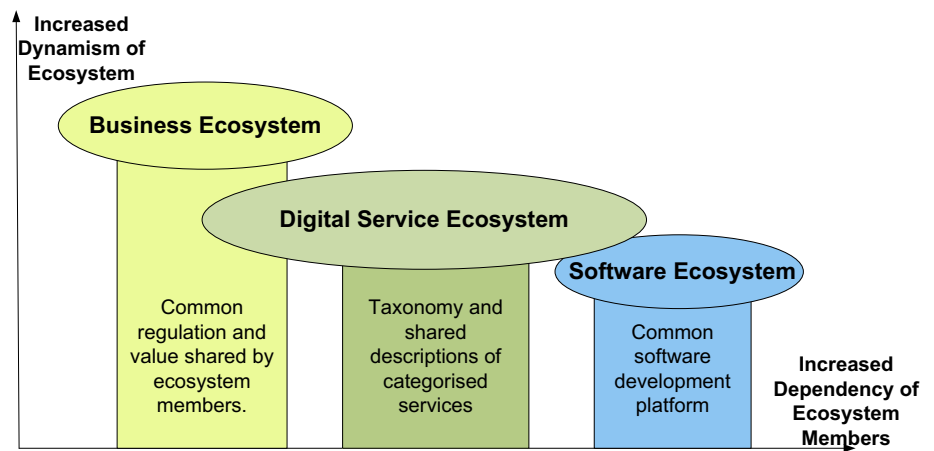 Increased
Dynamism of
Ecosystem
Business Ecosystem
Digital Service Ecosystem
Software Ecosystem
Common
regulation and
value shared by
ecosystem
members.
Taxonomy and
shared
descriptions of
categorised
services
Common
software
development
platform
Increased
Dependency of
Ecosystem
Members